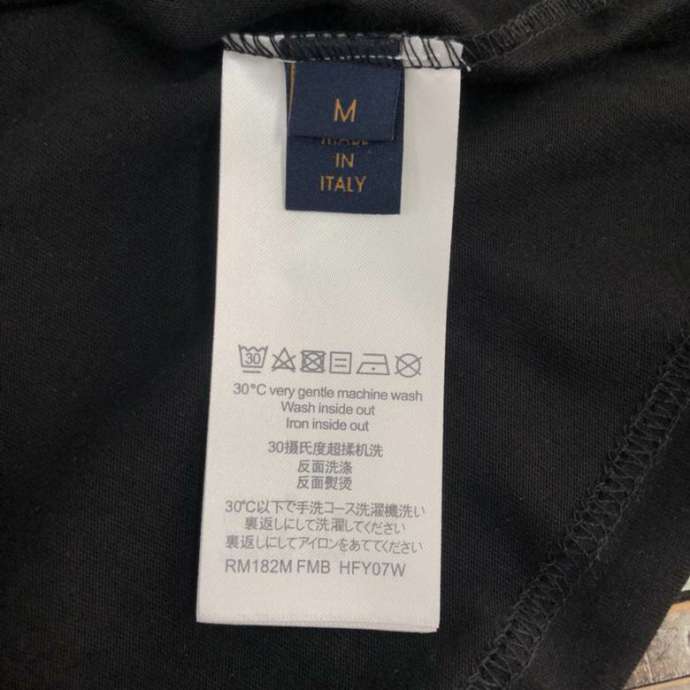 M
MADE
IN
ITALY
30
30°C very gentle machine wash
Wash inside out
Iron inside out
30摄氏度超揉机洗
反面洗涤
反面熨烫
30℃以下で手洗コース洗濯機洗い
裏返しにして洗濯してください
裏返しにしてアイロンをあててください
RM182M FMB HFY07W